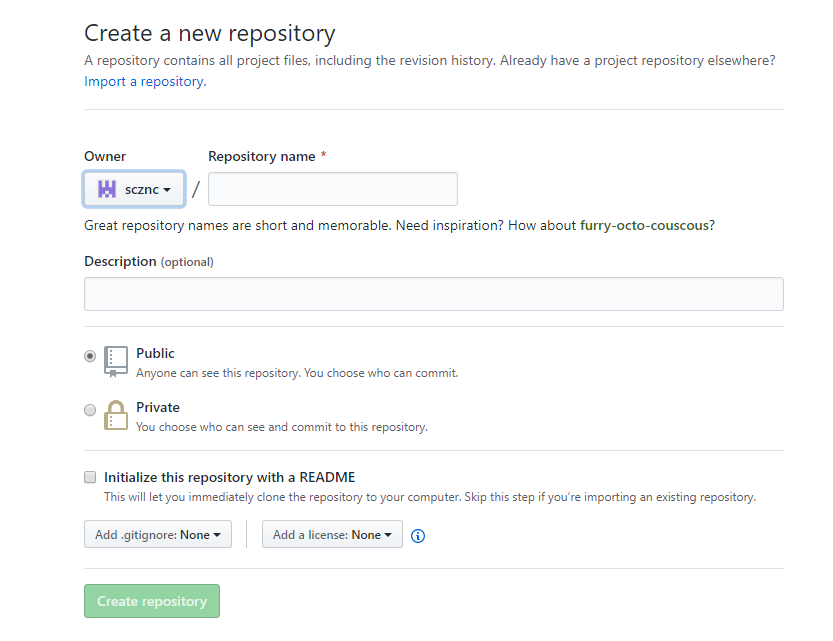 Create a new repository
A repository contains all project files, including the revision history. Already have a project repository elsewhere?
Import a repository.
Owner
Repository name *
scznc
/
Great repository names are short and memorable. Need inspiration? How about furry-octo-couscous?
Description (optional)
Public
Anyone can see this repository. You choose who can commit.
Private
You choose who can see and commit to this repository.
Initialize this repository with a README
This will let you immediately clone the repository to your computer. Skip this step if you’re importing an existing repository.
Add .gitignore: None
Add a license: None
Create repository